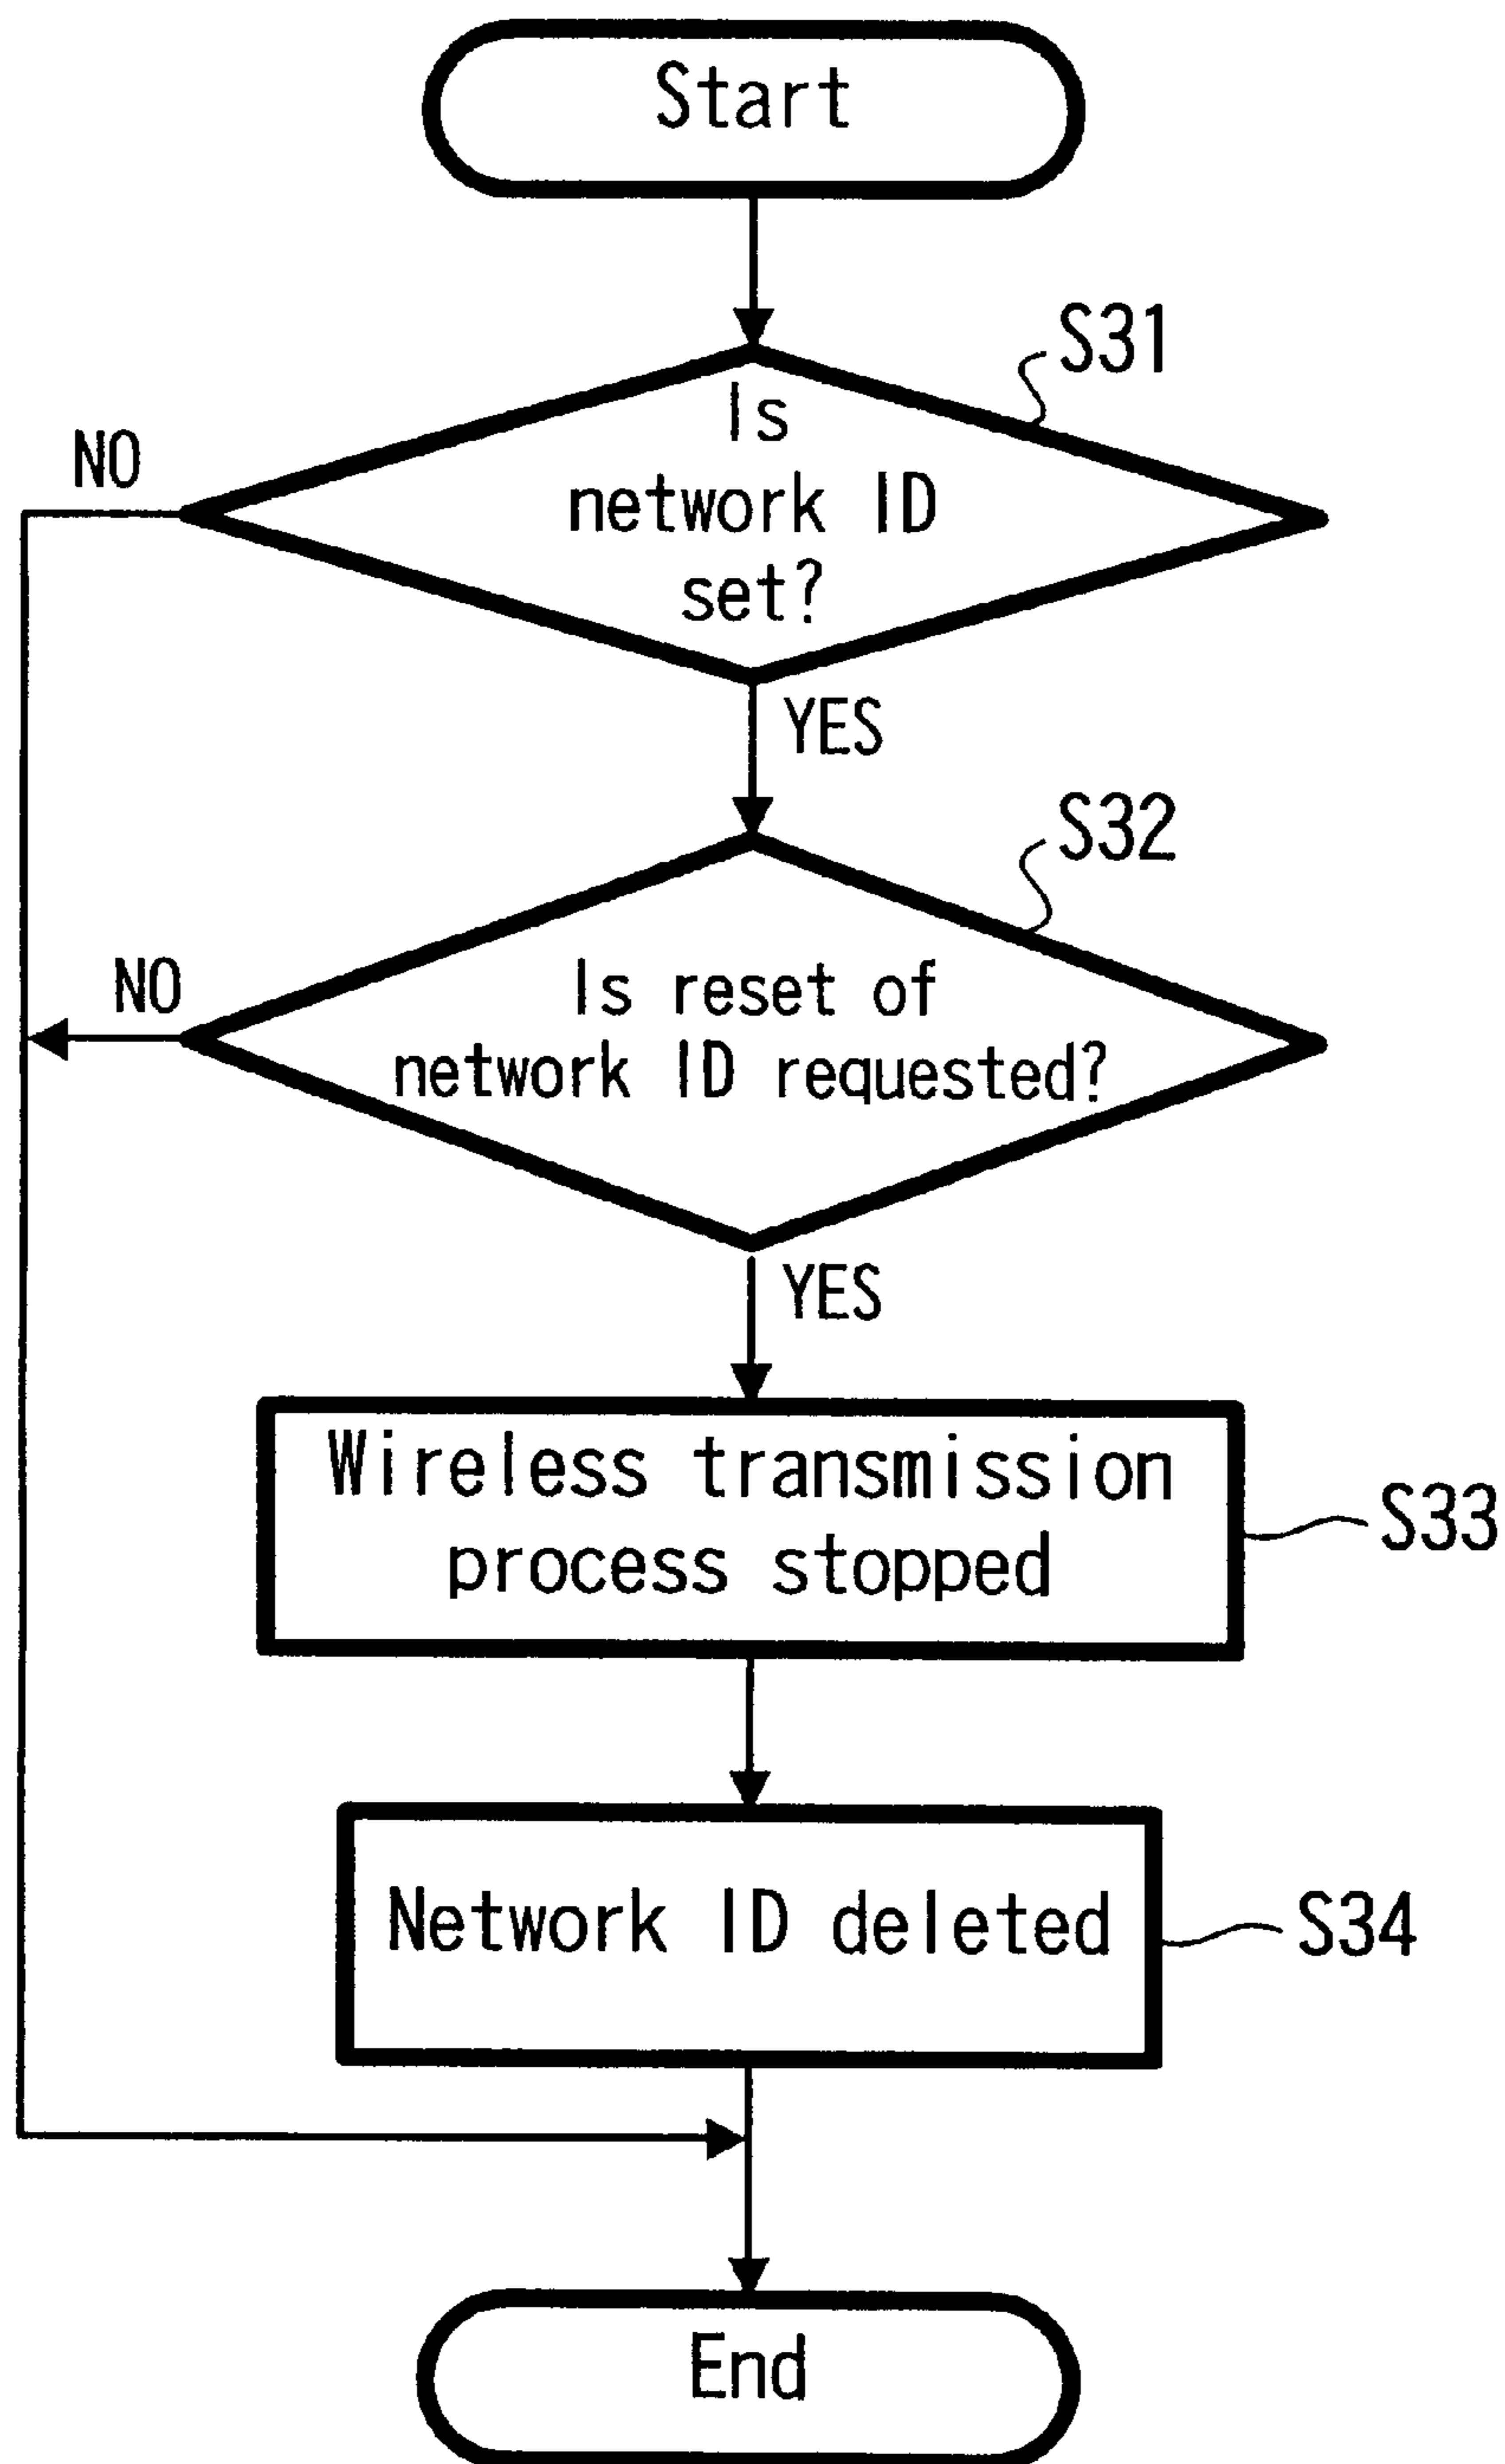 Start
S31
Is
network ID
set?
NO
YES
S32
Is reset of
network ID requested?
NO
YES
Wireless transmission
process stopped
S33
Network ID deleted
S34
End